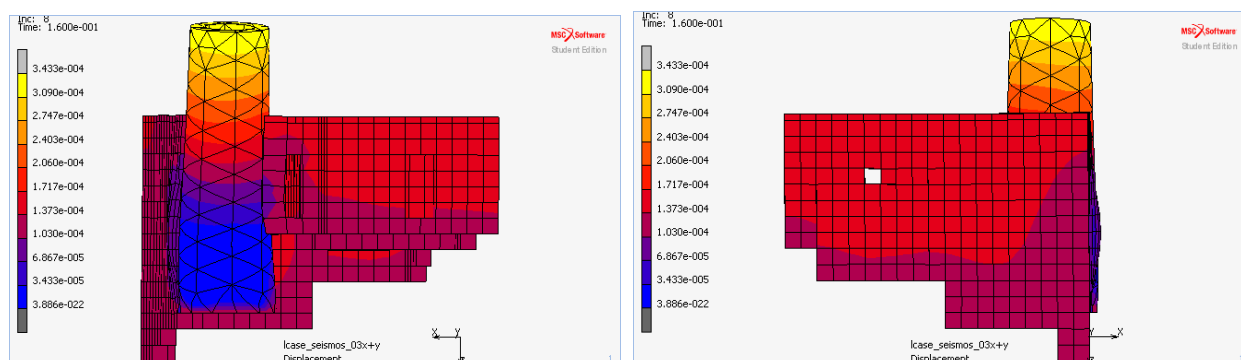 Inc: 8
Time: 1.600e-001
MSC Software
Student Edition
3.433e-004
3.090e-004
2.747e-004
2.403e-004
2.060e-004
1.717e-004
1.373e-004
1.030e-004
6.867e-005
3.433e-005
3.886e-022
X Y
lcase_seismos_03x+y
Displacement
1
Inc: 8
Time: 1.600e-001
MSC Software
Student Edition
3.433e-004
3.090e-004
2.747e-004
2.403e-004
2.060e-004
1.717e-004
1.373e-004
1.030e-004
6.867e-005
3.433e-005
3.886e-022
Y X
lcase_seismos_03x+y
Displacement